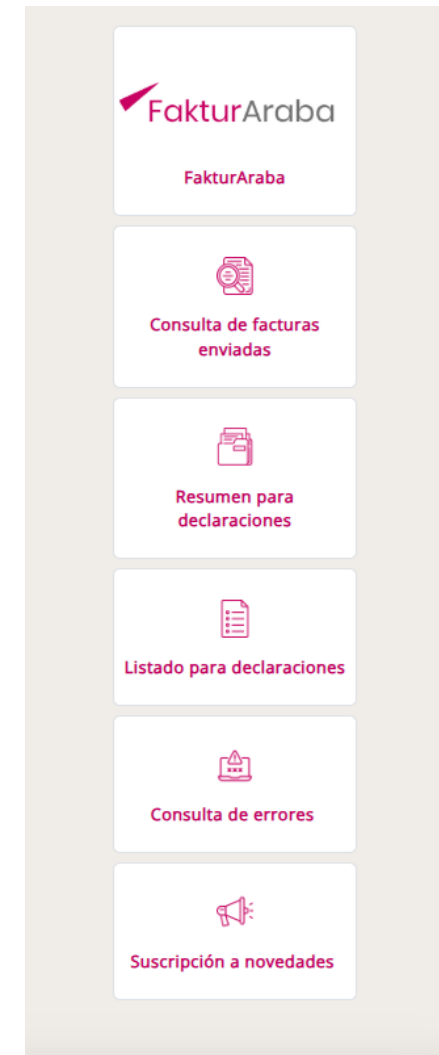 FakturAraba
FakturAraba
Consulta de facturas
enviadas
Resumen para
declaraciones
Listado para declaraciones
Consulta de errores
Suscripción a novedades